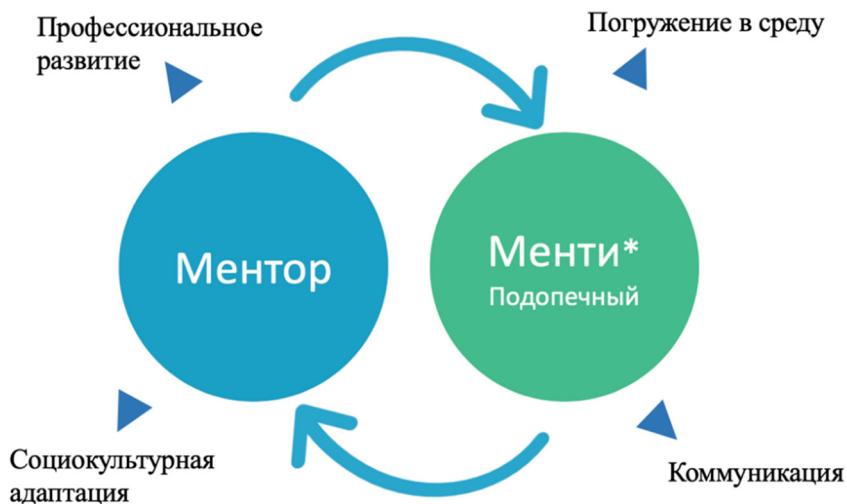 Профессиональное
развитие
Погружение в среду
Ментор
Менти*
Подопечный
Социокультурная
адаптация
Коммуникация